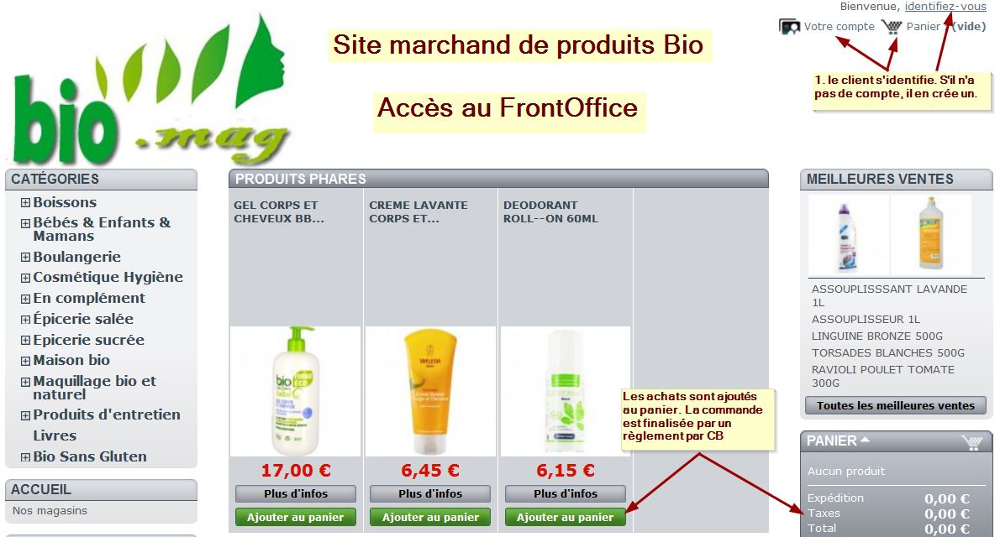 Bienvenue, identifiez-vous
Votre compte Panier (vide)
Site marchand de produits Bio
Accès au FrontOffice
1. le client s'identifie. S'il n'a
pas de compte, il en crée un.
bio
.mag
CATÉGORIES
Boissons
Bébés & Enfants &
Mamans
Boulangerie
Cosmétique Hygiène
En complément
Épicerie salée
Epicerie sucrée
Maison bio
Maquillage bio et
naturel
Produits d'entretien
Livres
Bio Sans Gluten
ACCUEIL
Nos magasins
PRODUITS PHARES
GEL CORPS ET
CHEVEUX BB...
bio
bébé
17,00 €
Plus d'infos
Ajouter au panier
CREME LAVANTE
CORPS ET...
WELEDA
6,45 €
Plus d'infos
Ajouter au panier
DEODORANT
ROLL--ON 60ML
6,15 €
Plus d'infos
Ajouter au panier
Les achats sont ajoutés
au panier. La commande
est finalisée par un
règlement par CB
MEILLEURES VENTES
ASSOUPLISSSANT LAVANDE
1L
ASSOUPLISSEUR 1L
LINGUINE BRONZE 500G
TORSADES BLANCHES 500G
RAVIOLI POULET TOMATE
300G
Toutes les meilleures ventes
PANIER
Aucun produit
Expédition 0,00 €
Taxes 0,00 €
Total 0,00 €